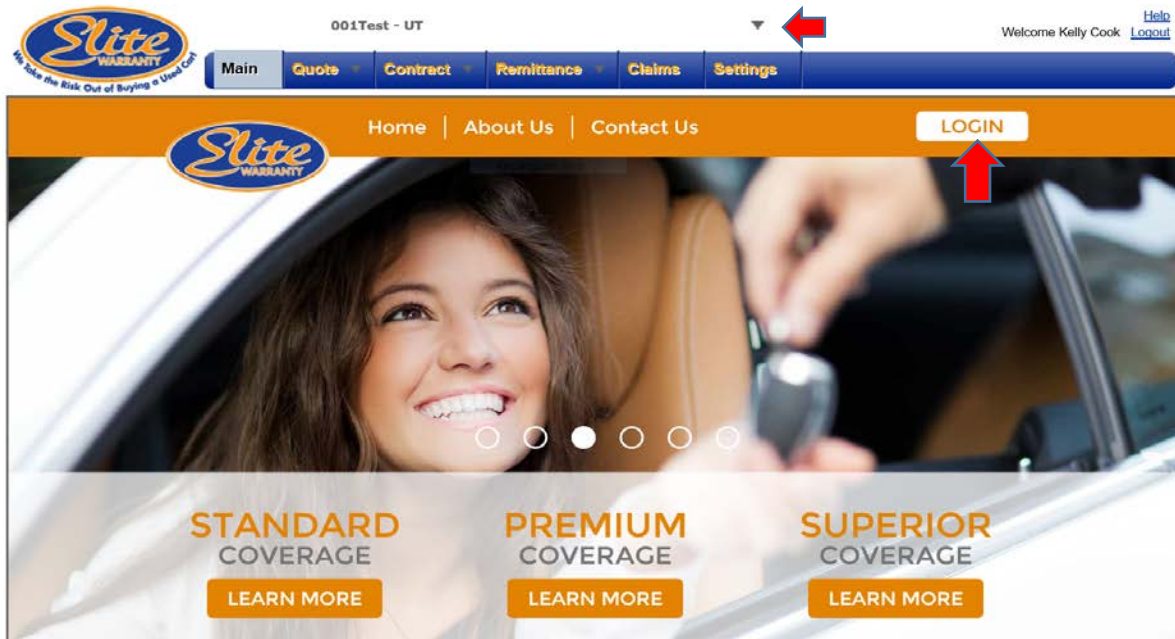 001Test - UT
Help
Welcome Kelly Cook Logout
Elite
WARRANTY
We Take the Risk Out of Buying a Used Car!
Main Quote Contract Remittance Claims Settings
Home | About Us | Contact Us
LOGIN
Elite
WARRANTY
STANDARD PREMIUM SUPERIOR
COVERAGE COVERAGE COVERAGE
LEARN MORE LEARN MORE LEARN MORE